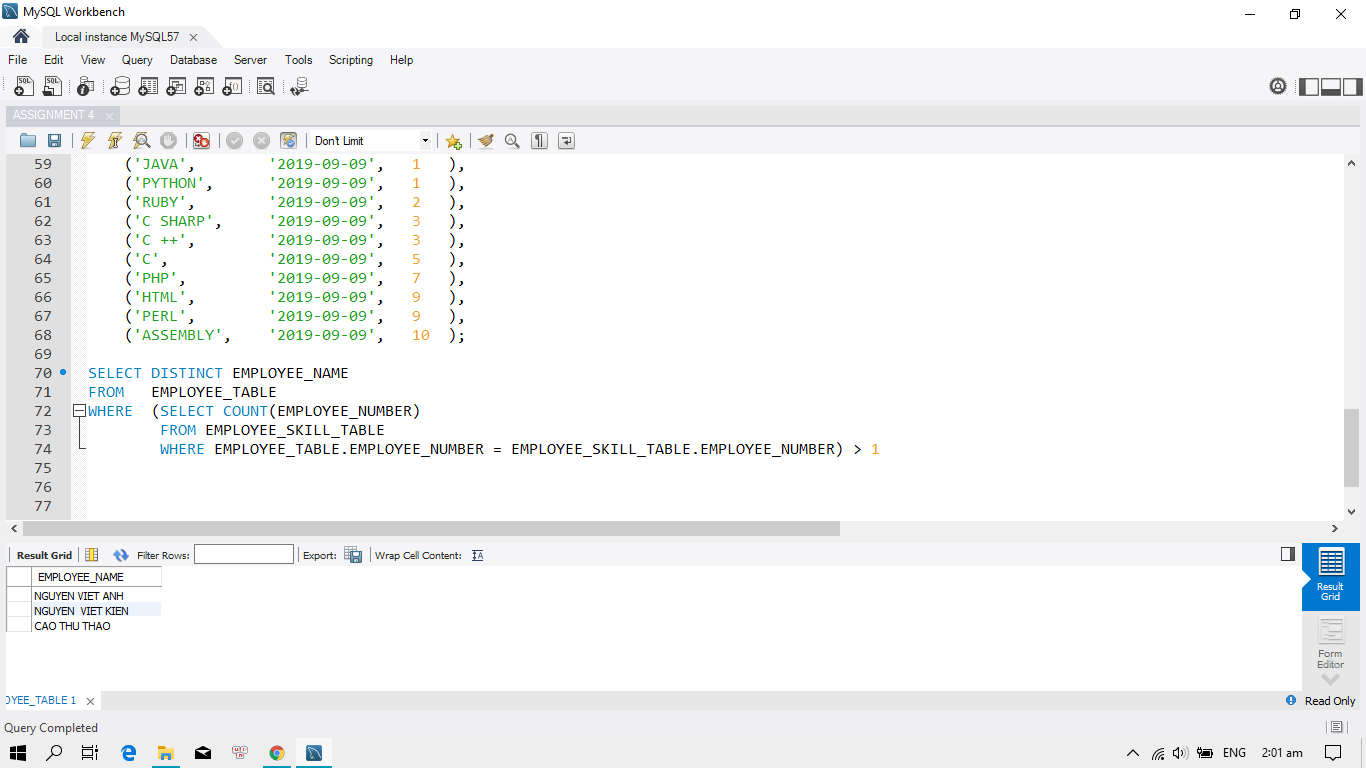 MySQL Workbench
Local instance MySQL57
File Edit View Query Database Server Tools Scripting Help
ASSIGNMENT 4
Don't Limit
59 ('JAVA', '2019-09-09', 1 ),
60 ('PYTHON', '2019-09-09', 1 ),
61 ('RUBY', '2019-09-09', 2 ),
62 ('C SHARP', '2019-09-09', 3 ),
63 ('C ++', '2019-09-09', 3 ),
64 ('C', '2019-09-09', 5 ),
65 ('PHP', '2019-09-09', 7 ),
66 ('HTML', '2019-09-09', 9 ),
67 ('PERL', '2019-09-09', 9 ),
68 ('ASSEMBLY', '2019-09-09', 10 );
69
70 SELECT DISTINCT EMPLOYEE_NAME
71 FROM EMPLOYEE_TABLE
72 WHERE (SELECT COUNT(EMPLOYEE_NUMBER)
73 FROM EMPLOYEE_SKILL_TABLE
74 WHERE EMPLOYEE_TABLE.EMPLOYEE_NUMBER = EMPLOYEE_SKILL_TABLE.EMPLOYEE_NUMBER) > 1
75
76
77
Result Grid Filter Rows: Export: Wrap Cell Content:
EMPLOYEE_NAME
NGUYEN VIET ANH
NGUYEN VIET KIEN
CAO THU THAO
Result
Grid
Form
Editor
OYEE_TABLE 1
Read Only
Query Completed
ENG 2:01 am